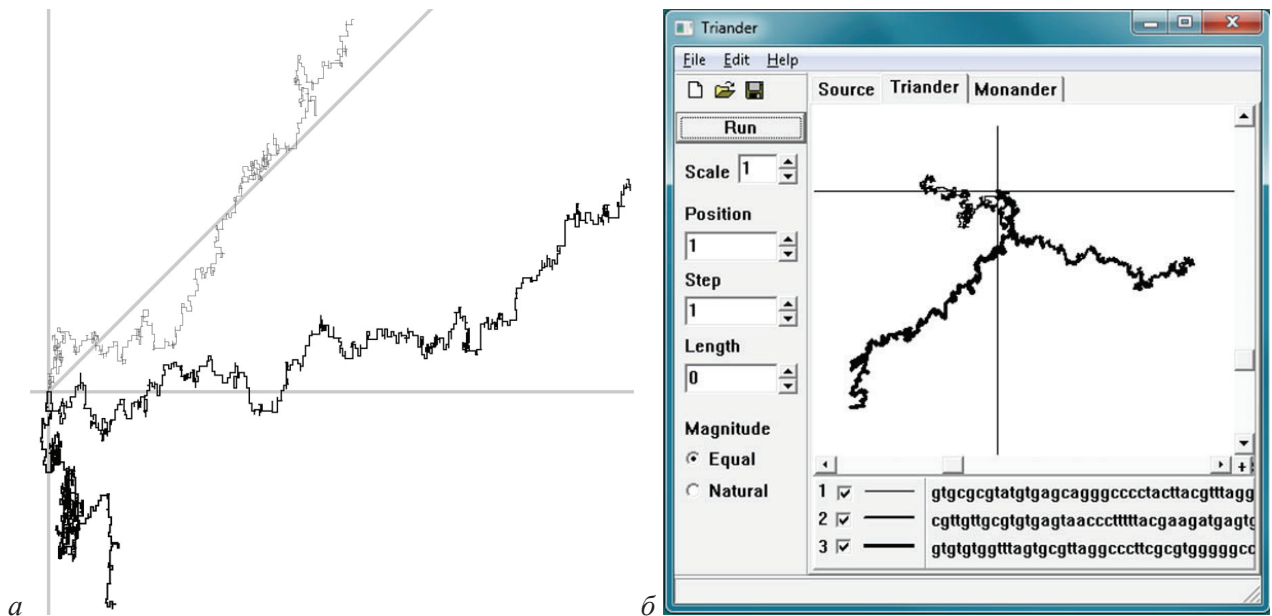 Triander
File Edit Help
Source Triander Monander
Run
Scale 1
Position
1
Step
1
Length
0
Magnitude
Equal
Natural
1 gtgcgcgtatgtgagcagggcccctacttacgtttagg
2 cgttgttgcgtgtgagtaaccctttttacgaagatgagtg
3 gtgtgtggtttagtgcgttaggcccttcgcgtgggggcc
а б